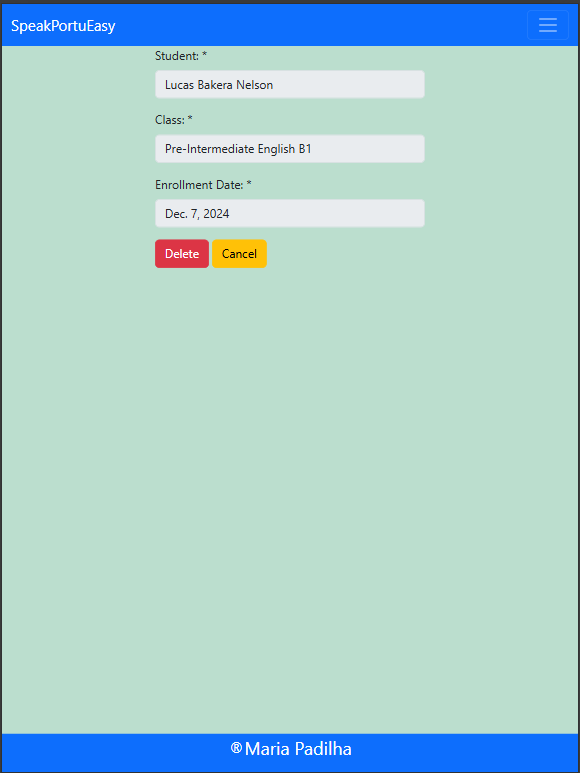 SpeakPortuEasy
Student: *
Lucas Bakera Nelson
Class: *
Pre-Intermediate English B1
Enrollment Date: *
Dec. 7, 2024
Delete Cancel
®Maria Padilha